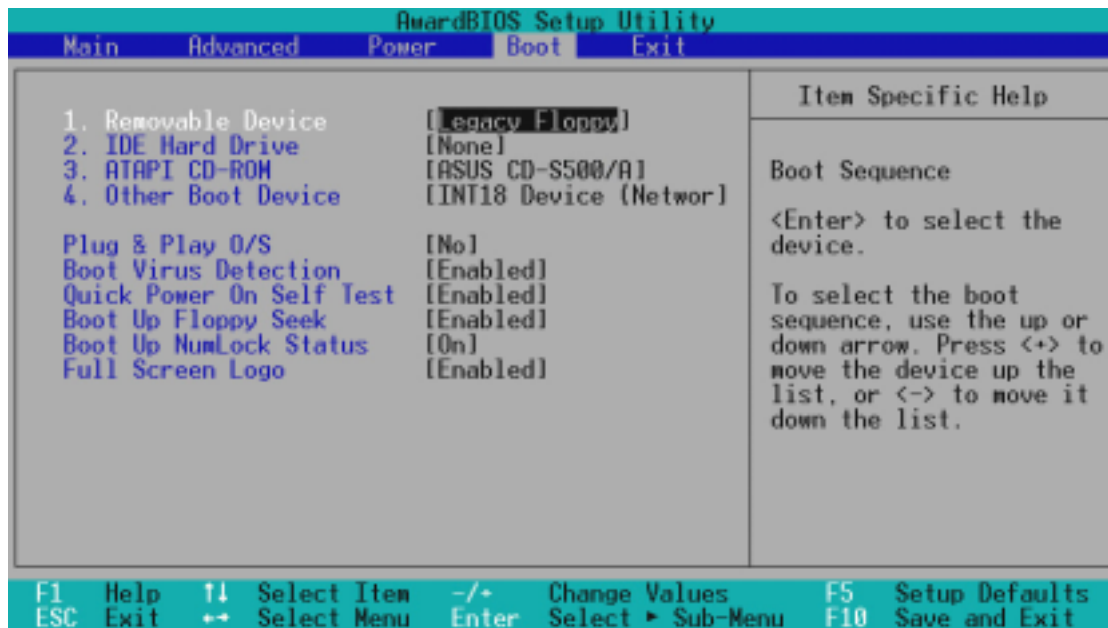 AwardBIOS Setup Utility
Main Advanced Power Boot Exit
1. Removable Device [Legacy Floppy]
2. IDE Hard Drive [None]
3. ATAPI CD-ROM [ASUS CD-S500/A]
4. Other Boot Device [INT18 Device (Networ]
Plug & Play O/S [No]
Boot Virus Detection [Enabled]
Quick Power On Self Test [Enabled]
Boot Up Floppy Seek [Enabled]
Boot Up NumLock Status [On]
Full Screen Logo [Enabled]
Item Specific Help
Boot Sequence
<Enter> to select the
device.
To select the boot
sequence, use the up or
down arrow. Press <+> to
move the device up the
list, or <-> to move it
down the list.
F1 Help ↑↓ Select Item -/+ Change Values F5 Setup Defaults
ESC Exit ←→ Select Menu Enter Select ► Sub-Menu F10 Save and Exit